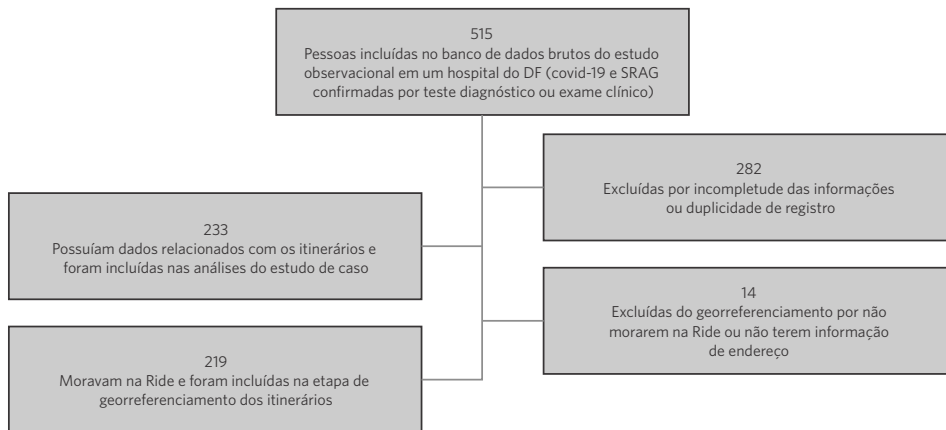 515
Pessoas incluídas no banco de dados brutos do estudo
observacional em um hospital do DF (covid-19 e SRAG
confirmadas por teste diagnóstico ou exame clínico)
282
Excluídas por incompletude das informações
ou duplicidade de registro
233
Possuíam dados relacionados com os itinerários e
foram incluídas nas análises do estudo de caso
14
Excluídas do georreferenciamento por não
morarem na Ride ou não terem informação
de endereço
219
Moravam na Ride e foram incluídas na etapa de
georreferenciamento dos itinerários